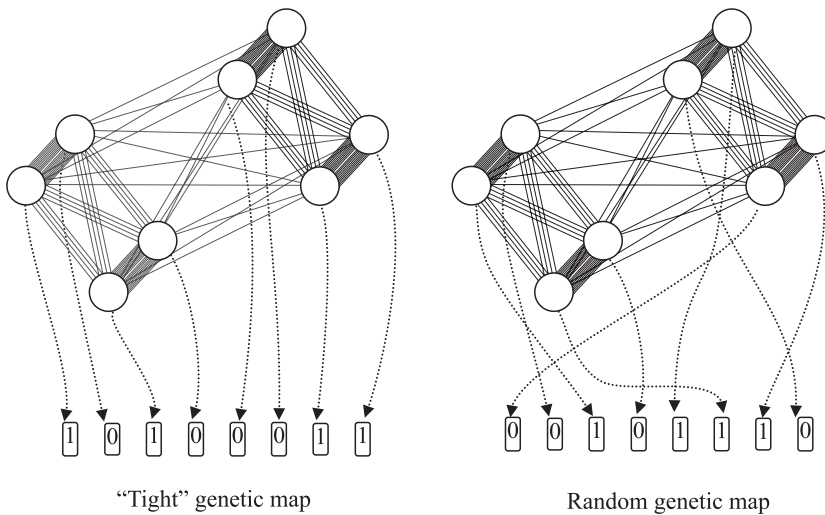 1 0 1 0 0 0 1 1
0 0 1 0 1 1 1 0
“Tight” genetic map
Random genetic map